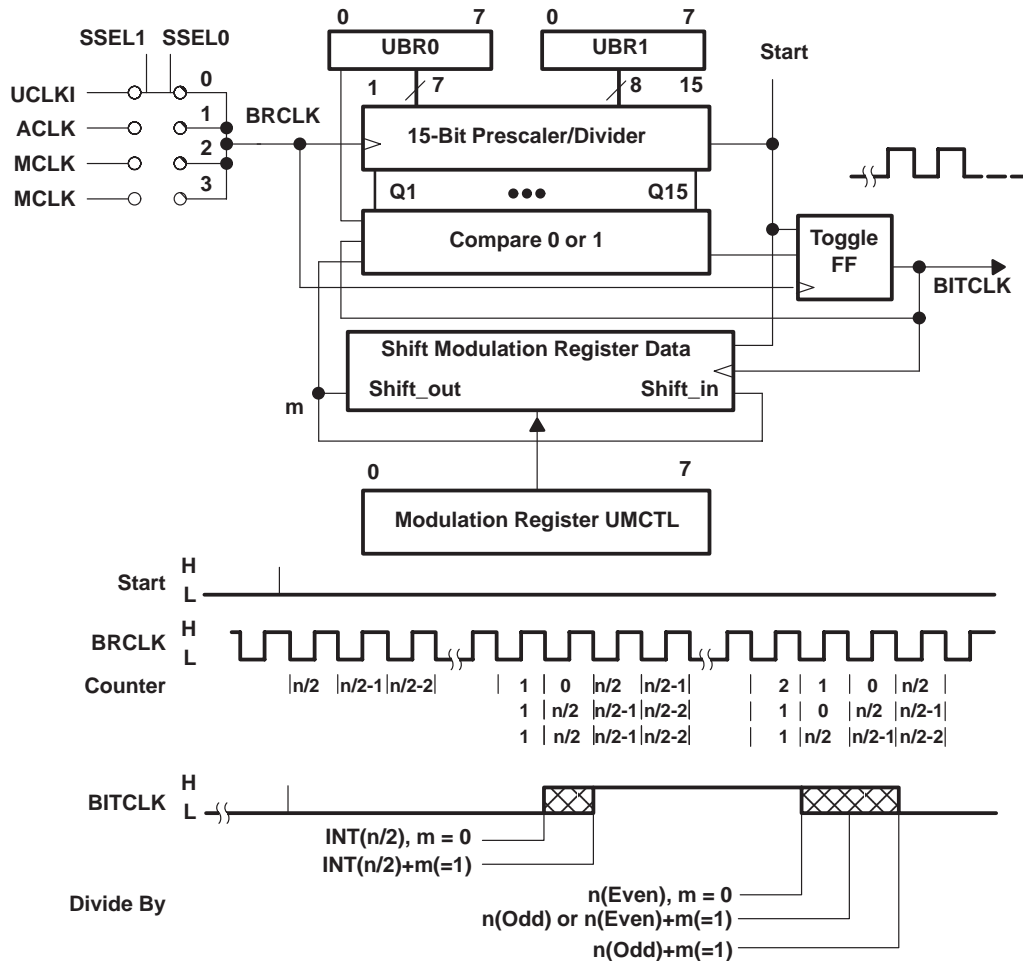 0 7 0 7
SSEL1 SSEL0 UBR0 UBR1 Start
0 1 7 8 15
UCLKI
1 BRCLK 15-Bit Prescaler/Divider
ACLK
2
MCLK
3 Q1 ••• Q15
MCLK
Compare 0 or 1 Toggle
FF
BITCLK
Shift Modulation Register Data
Shift_out Shift_in
m
0 7
Modulation Register UMCTL
H
Start
L
H
BRCLK
L
Counter n/2 n/2-1 n/2-2 1 0 n/2 n/2-1 2 1 0 n/2
1 n/2 n/2-1 n/2-2 1 0 n/2 n/2-1
1 n/2 n/2-1 n/2-2 1 n/2 n/2-1 n/2-2
H
BITCLK
L
INT(n/2), m = 0
INT(n/2)+m(=1)
n(Even), m = 0
Divide By
n(Odd) or n(Even)+m(=1)
n(Odd)+m(=1)